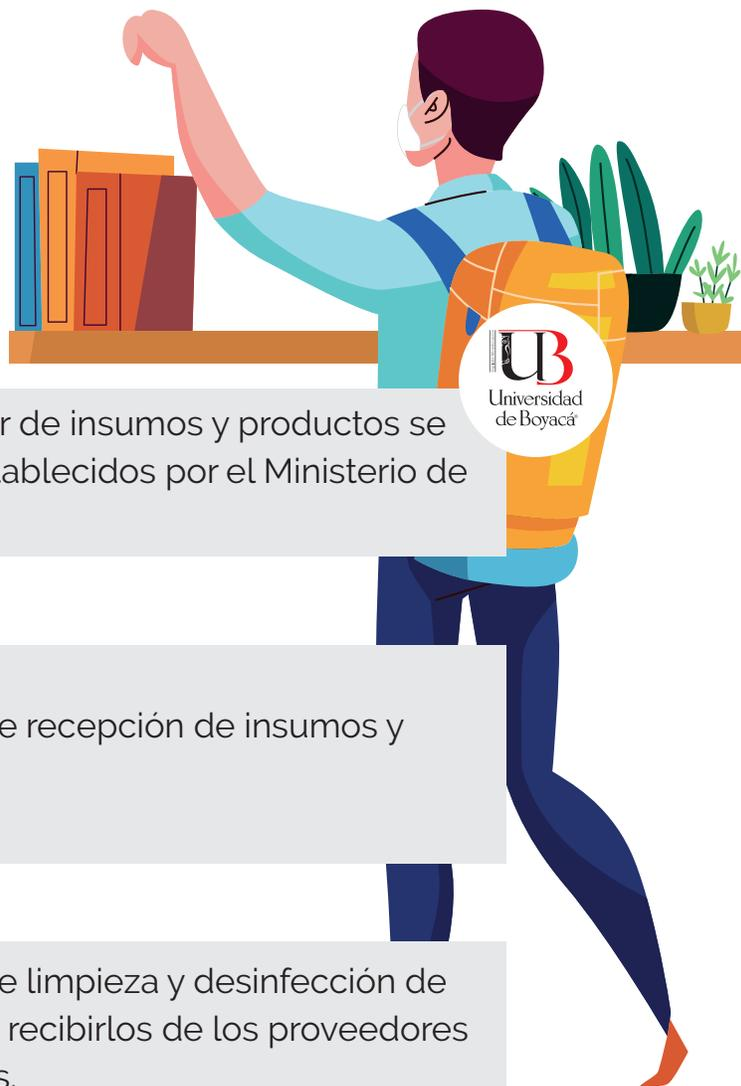 UB
Universidad
de Boyacá
r de insumos y productos se
ablecidos por el Ministerio de
e recepción de insumos y
e limpieza y desinfección de
recibirlos de los proveedores
s.